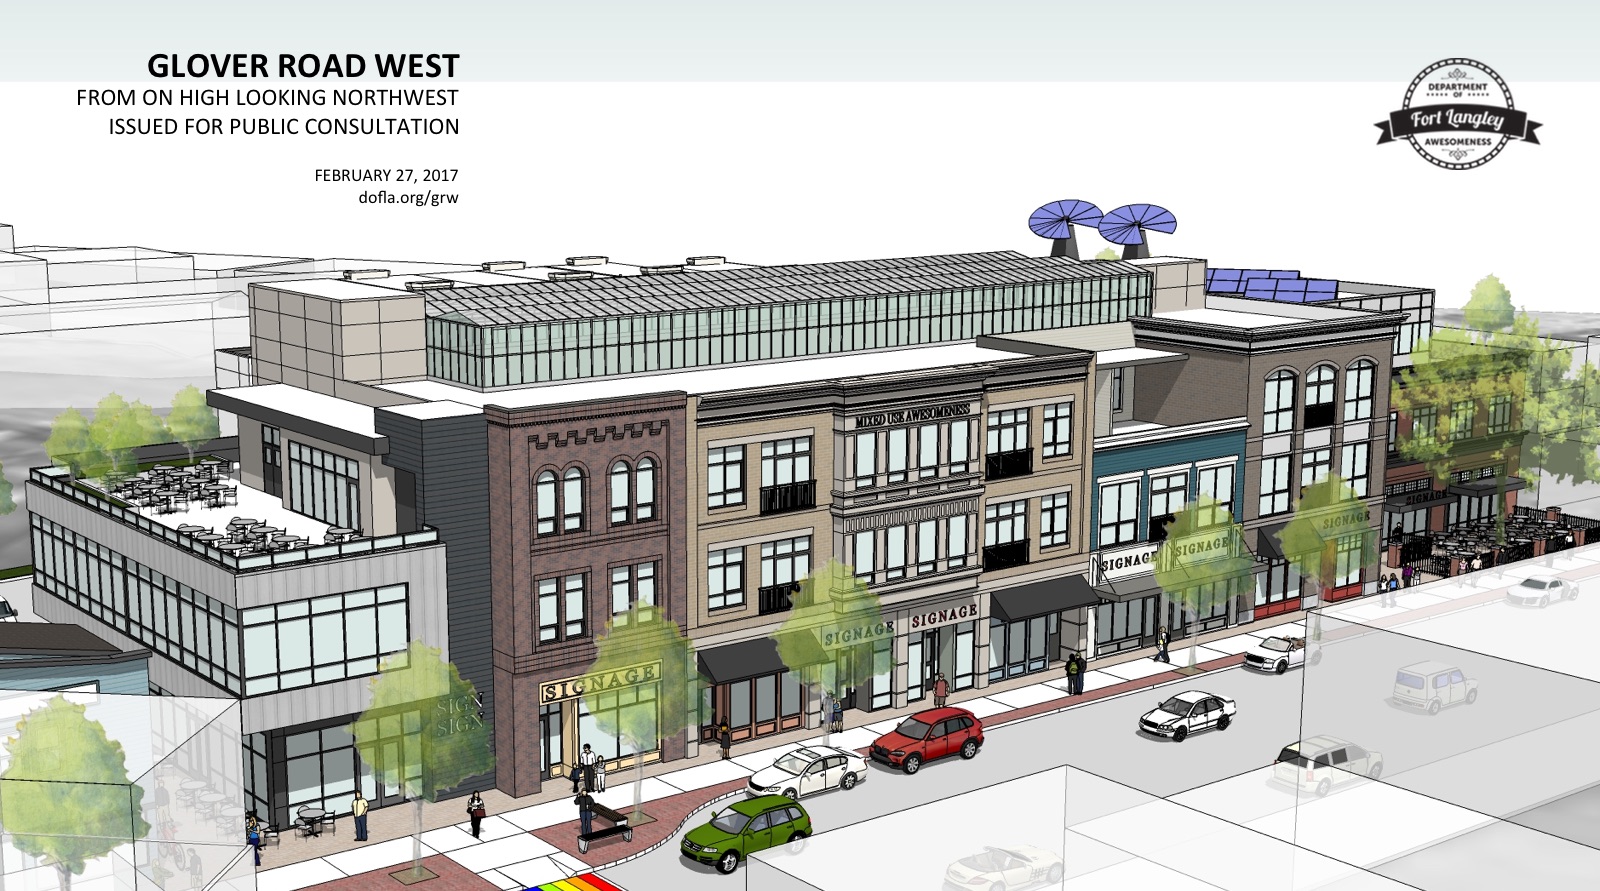 GLOVER ROAD WEST
FROM ON HIGH LOOKING NORTHWEST
ISSUED FOR PUBLIC CONSULTATION
FEBRUARY 27, 2017
dofla.org/grw
DEPARTMENT
OF
Fort Langley
AWESOMENESS
MIXED USE AWESOMENESS
SIGN
SIGN
SIGNAGE
SIGNAGE
SIGNAGE
SIGNAGE
SIGNAGE
SIGNAGE
SIGNAGE